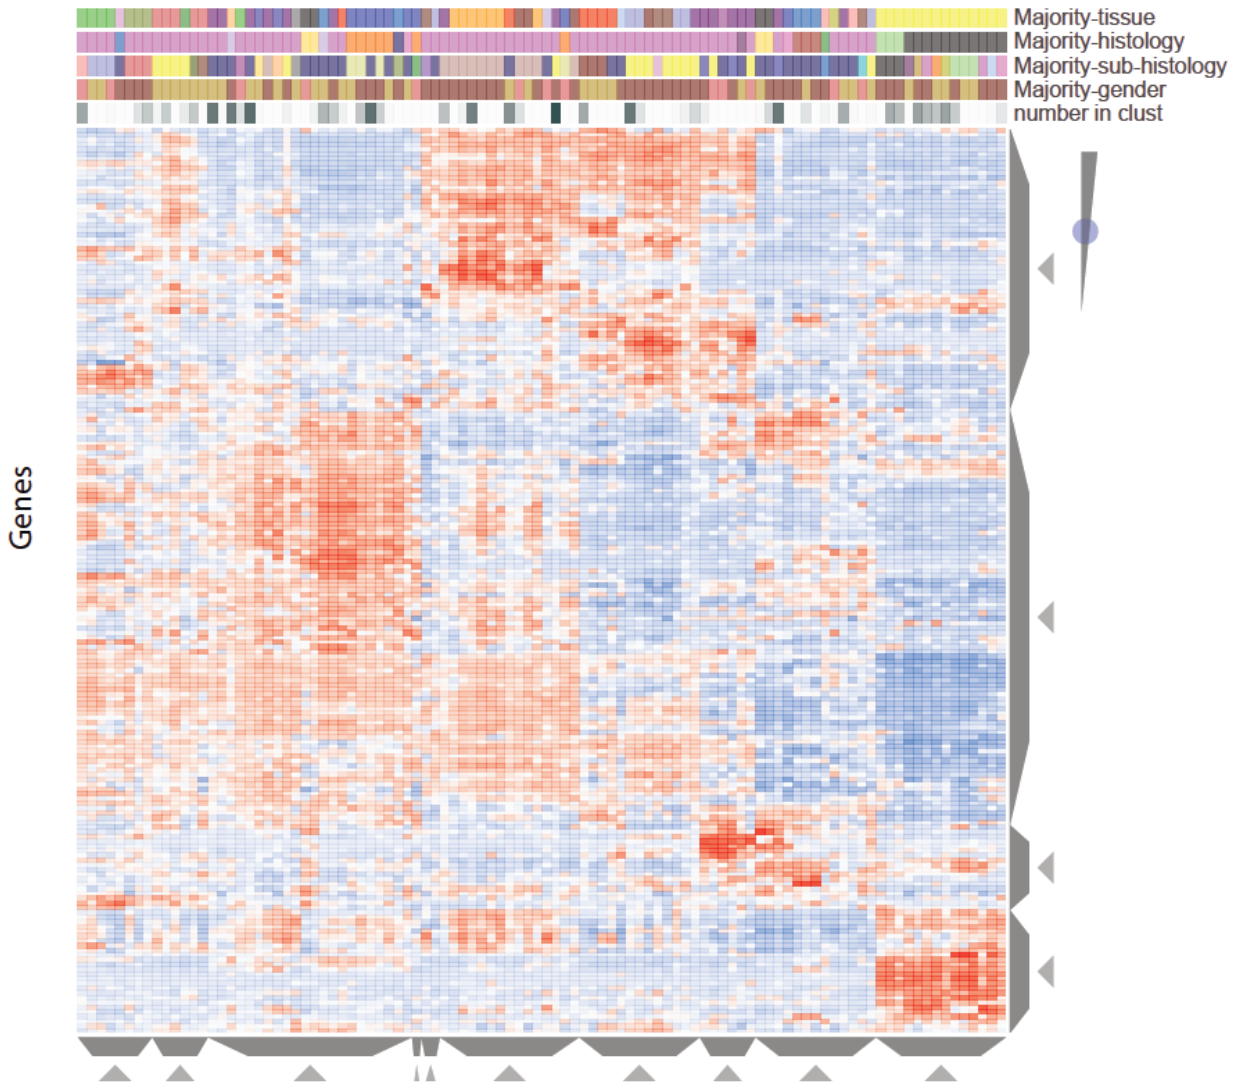 Majority-tissue
Majority-histology
Majority-sub-histology
Majority-gender
number in clust
Genes